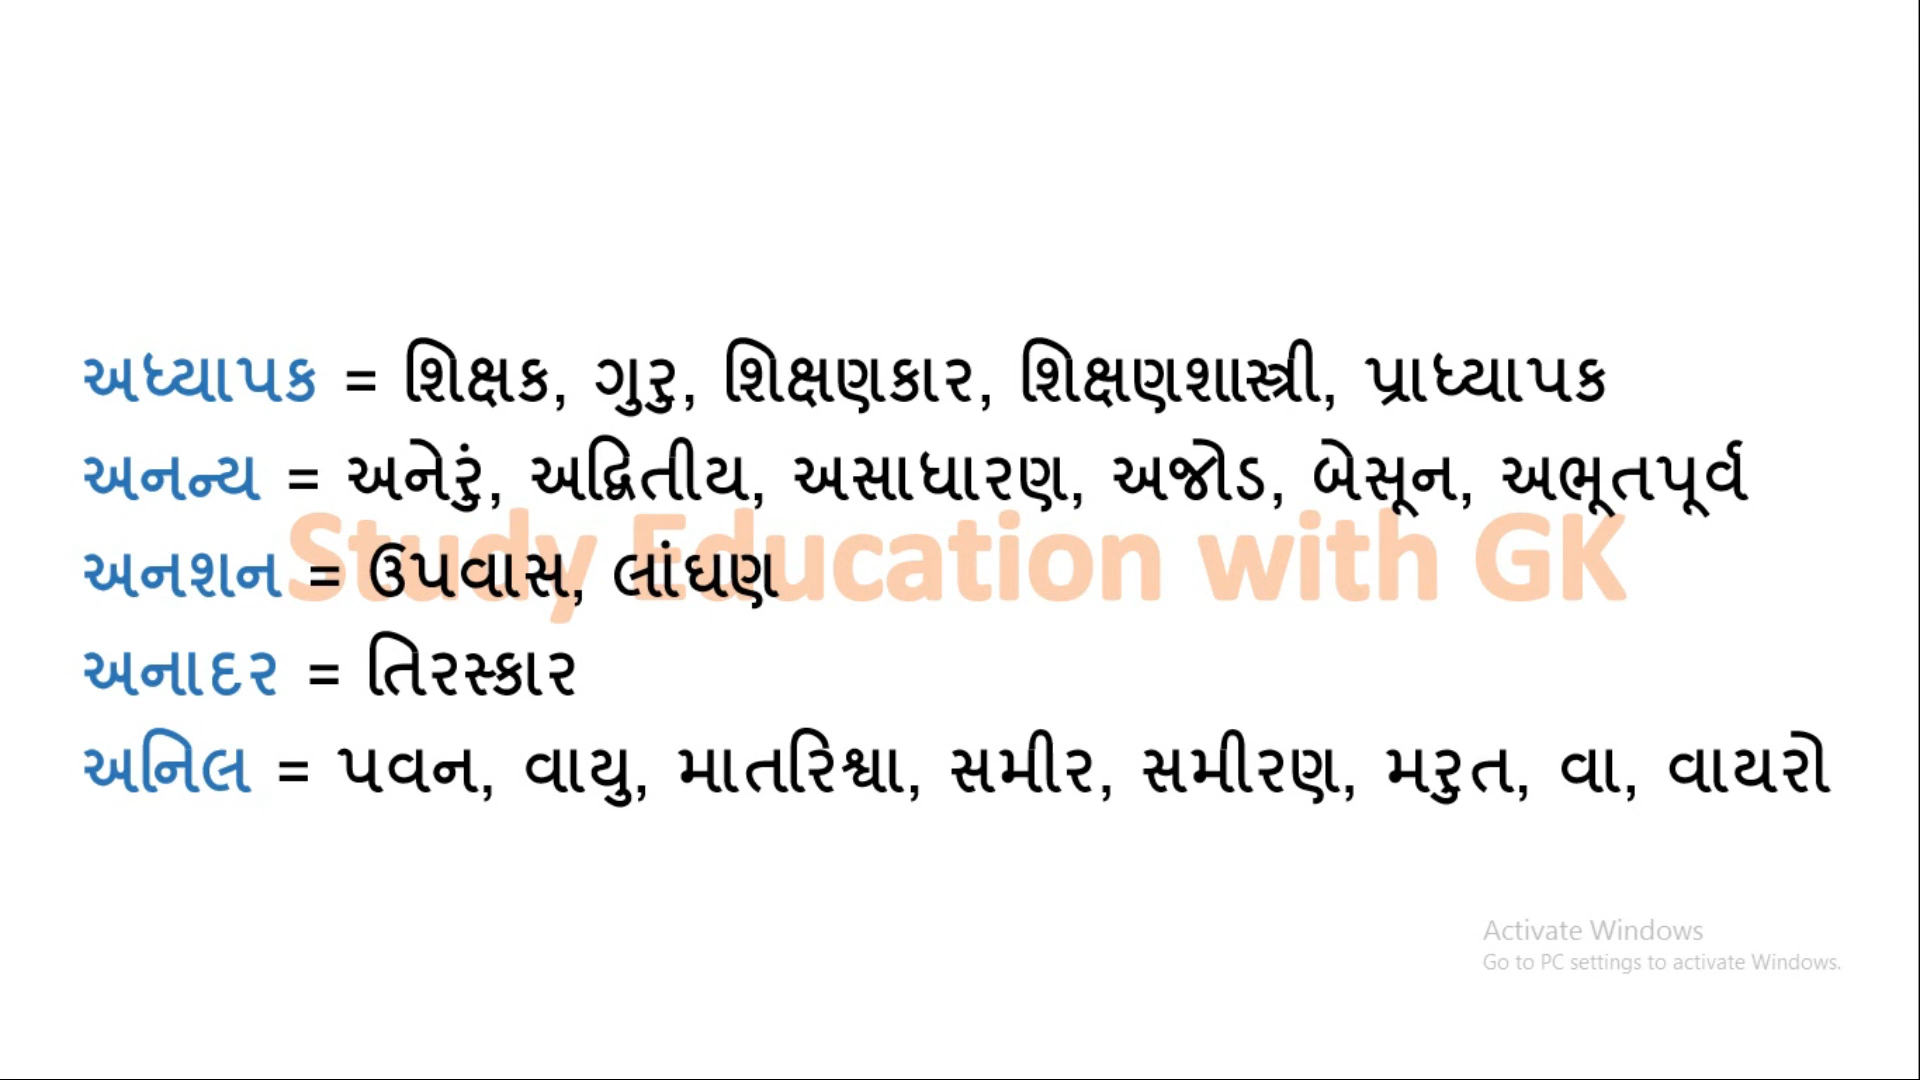 અધ્યાપક = શિક્ષક, ગુરુ, શિક્ષણકાર, શિક્ષણશાસ્ત્રી, પ્રાધ્યાપક
અનન્ય = અનેરું, અદ્વિતીય, અસાધારણ, અજોડ, બેસૂન, અભૂતપૂર્વ
Study Education with GK
અનશન = ઉપવાસ, લાંઘણ
અનાદર = તિરસ્કાર
અનિલ = પવન, વાયુ, માતરિશ્વા, સમીર, સમીરણ, મરુત, વા, વાયરો
Activate Windows
Go to PC settings to activate Windows.